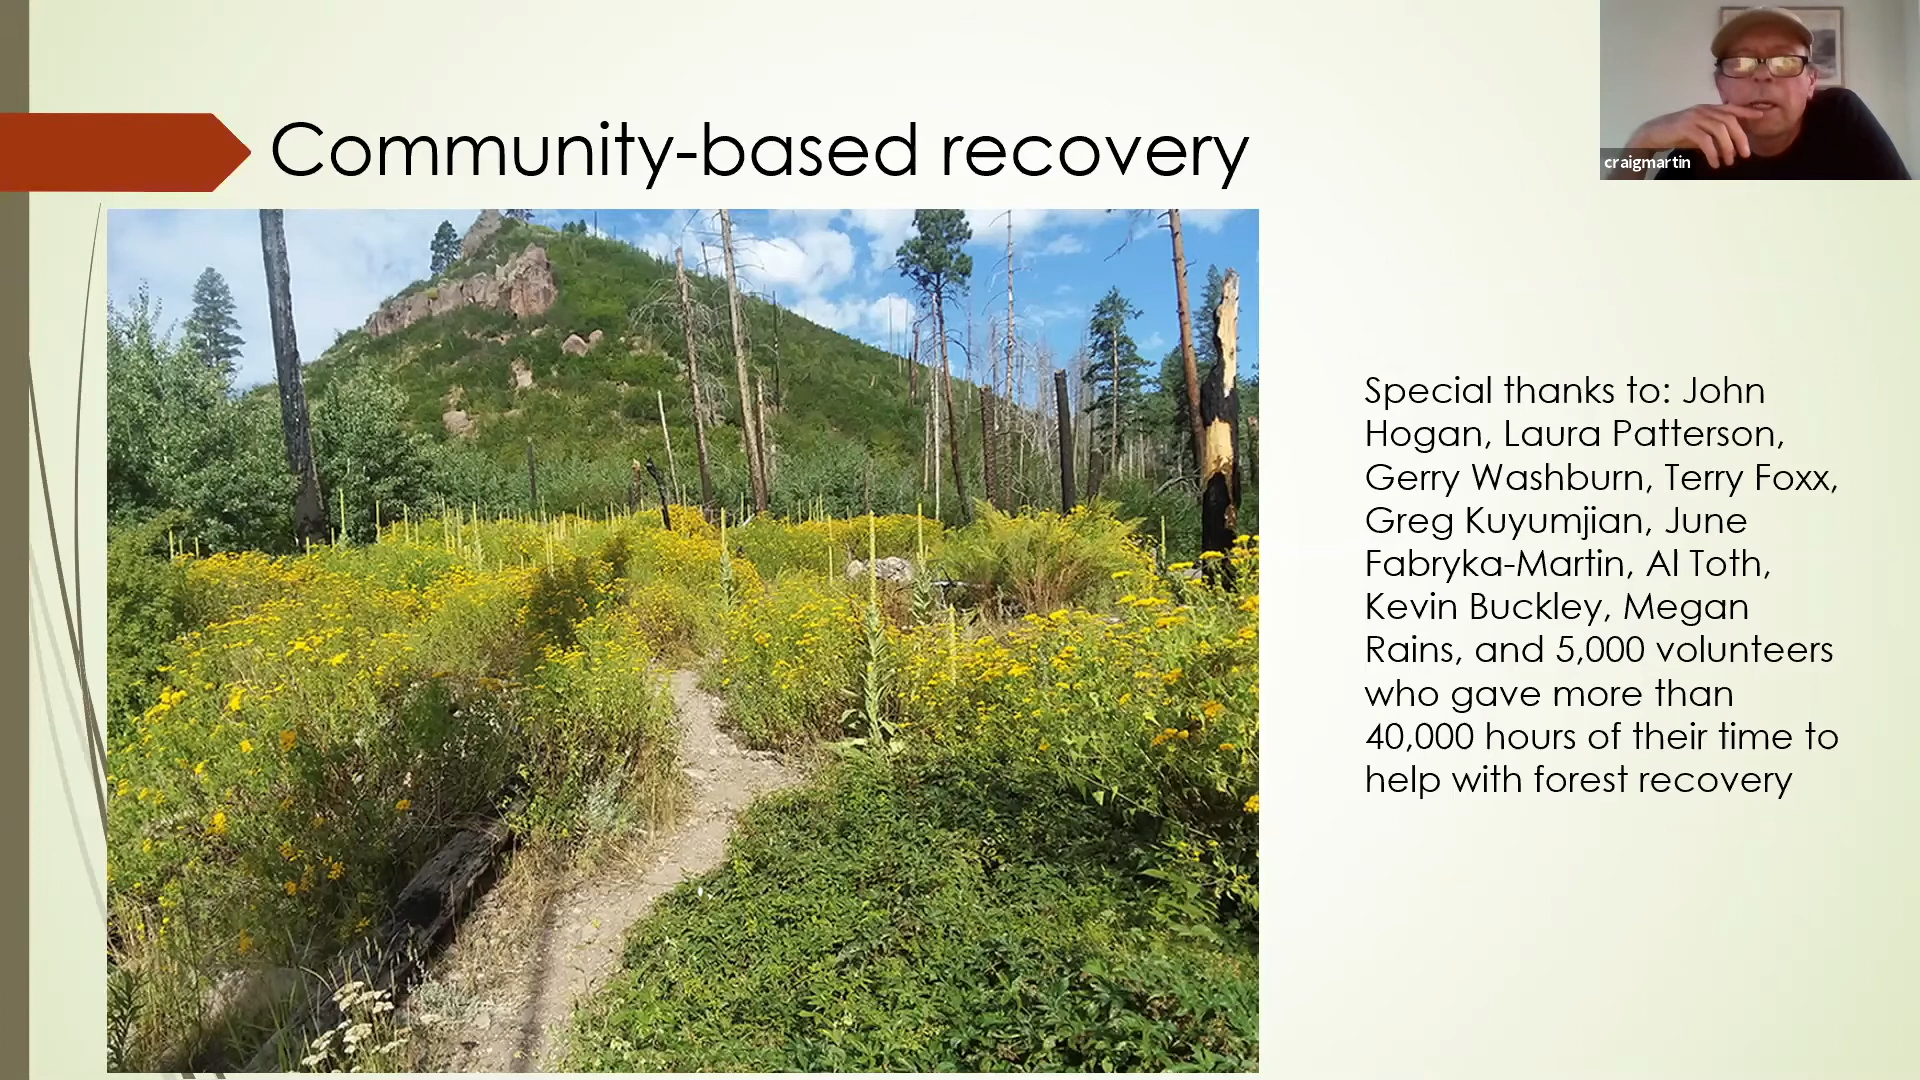 Community-based recovery
craigmartin
Special thanks to: John
Hogan, Laura Patterson,
Gerry Washburn, Terry Foxx,
Greg Kuyumjian, June
Fabryka-Martin, Al Toth,
Kevin Buckley, Megan
Rains, and 5,000 volunteers
who gave more than
40,000 hours of their time to
help with forest recovery